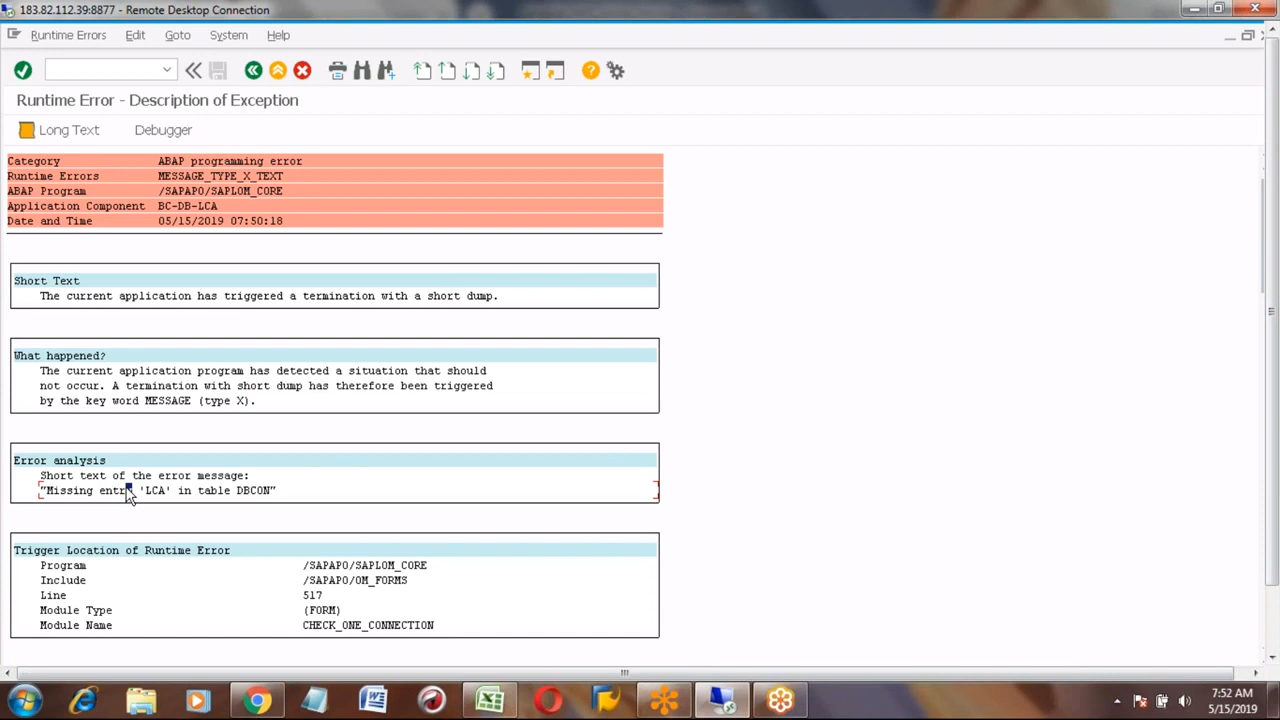 183.82.112.39:8877 - Remote Desktop Connection
Runtime Errors Edit Goto System Help
Runtime Error - Description of Exception
Long Text Debugger
Category ABAP programming error
Runtime Errors MESSAGE_TYPE_X_TEXT
ABAP Program /SAPAPO/SAPLOM_CORE
Application Component BC-DB-LCA
Date and Time 05/15/2019 07:50:18
Short Text
The current application has triggered a termination with a short dump.
What happened?
The current application program has detected a situation that should
not occur. A termination with short dump has therefore been triggered
by the key word MESSAGE (type X).
Error analysis
Short text of the error message:
"Missing entry 'LCA' in table DBCON"
Trigger Location of Runtime Error
Program /SAPAPO/SAPLOM_CORE
Include /SAPAPO/OM_FORMS
Line 517
Module Type (FORM)
Module Name CHECK_ONE_CONNECTION
7:52 AM
5/15/2019